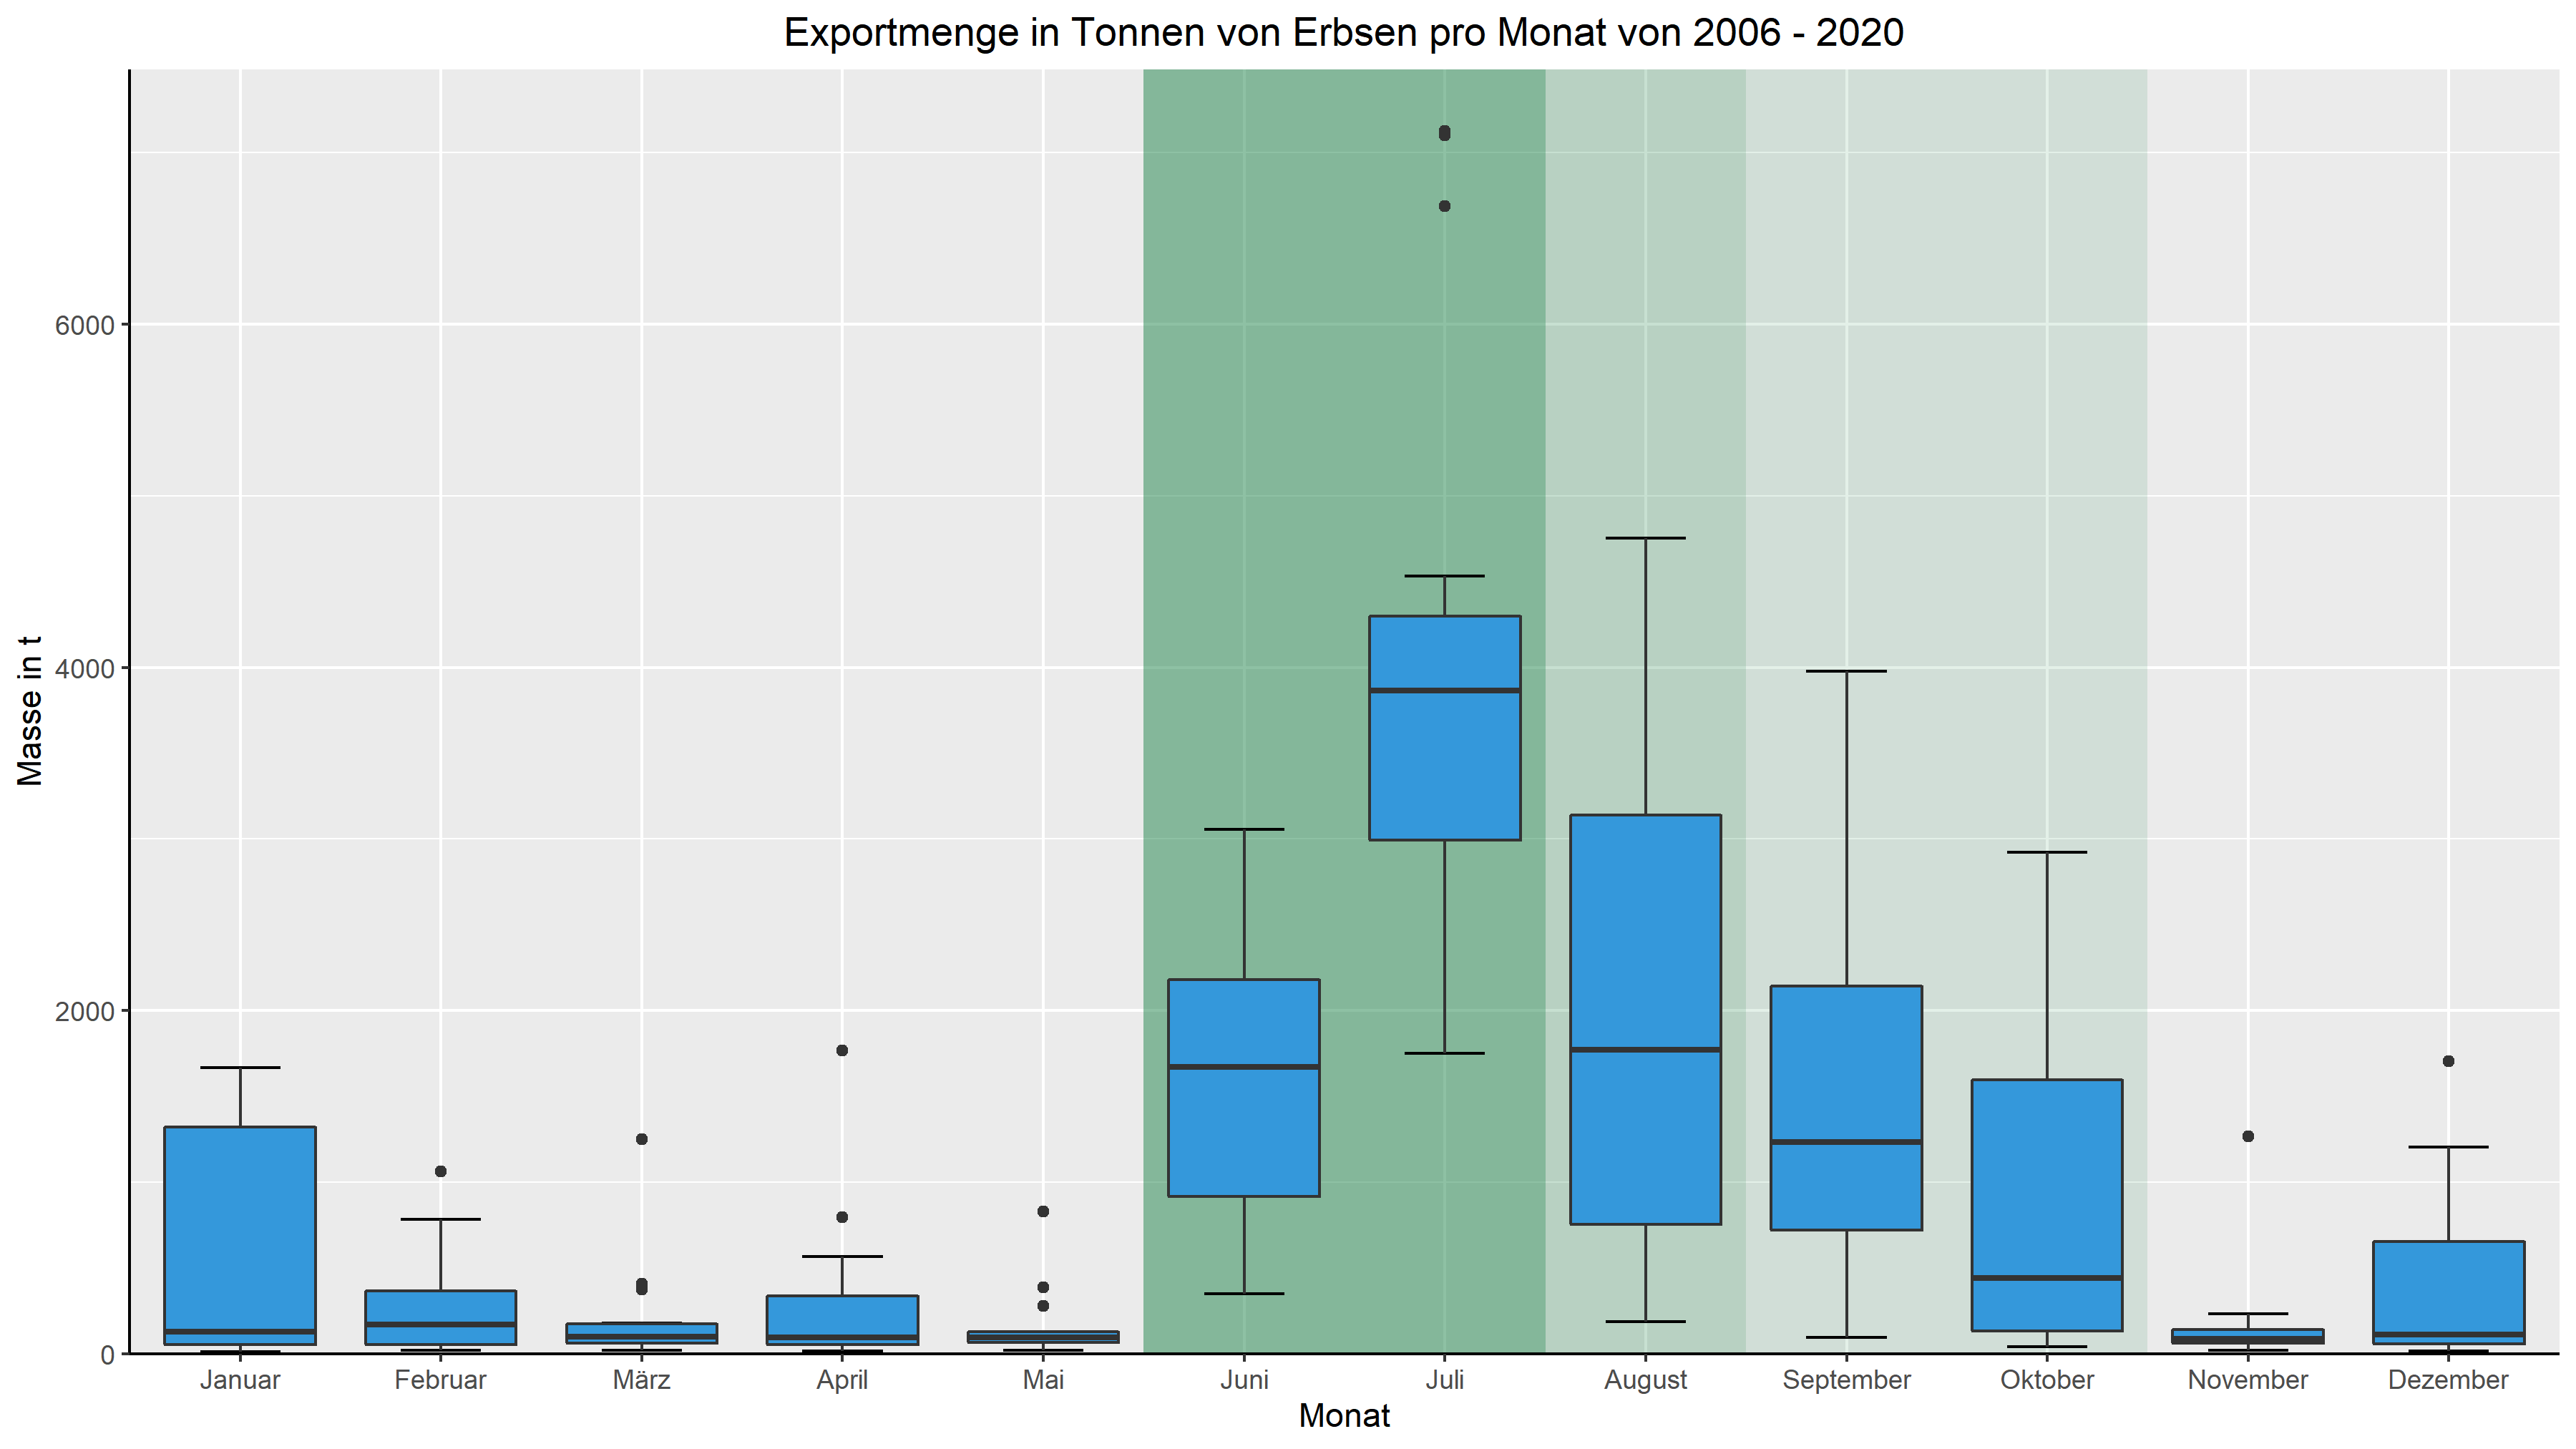 Exportmenge in Tonnen von Erbsen pro Monat von 2006 - 2020
Masse in t
6000
4000
2000
0
Januar Februar März April Mai Juni Juli August September Oktober November Dezember
Monat